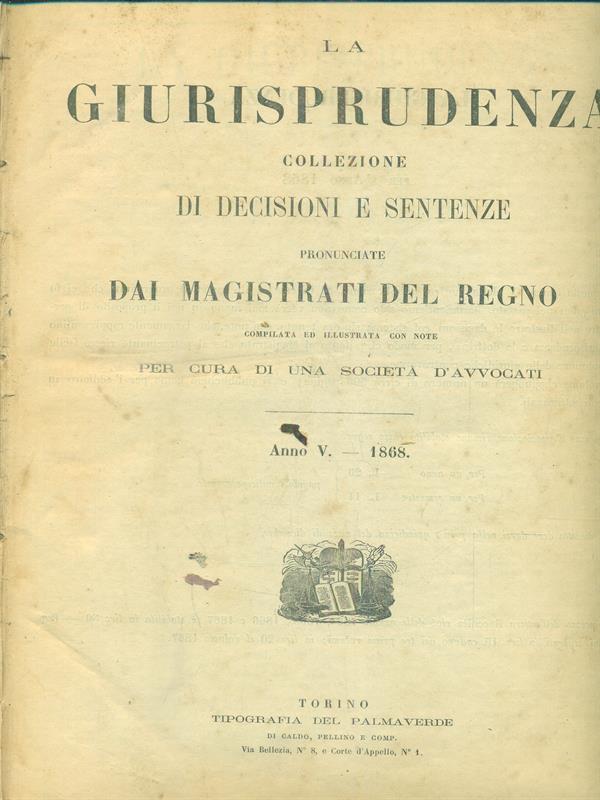 LA
GIURISPRUDENZA
COLLEZIONE
DI DECISIONI E SENTENZE
PRONUNCIATE
DAI MAGISTRATI DEL REGNO
COMPILATA ED ILLUSTRATA CON NOTE
PER CURA DI UNA SOCIETÀ D'AVVOCATI
Anno V. — 1868.
TORINO
TIPOGRAFIA DEL PALMAVERDE
DI CALDO, PELLINO E COMP.
Via Bellezia, N° 8, e Corte d'Appello, N° 1.